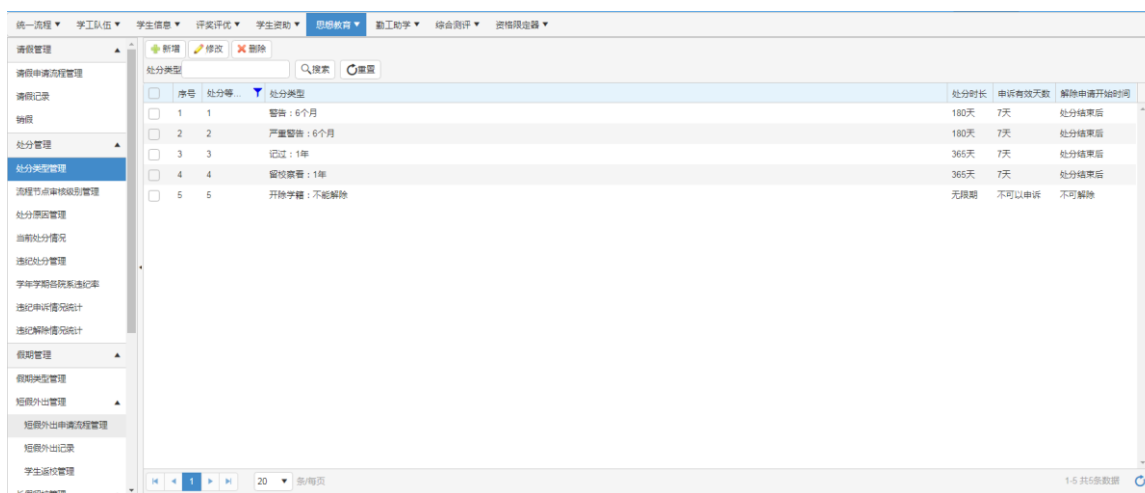 统一流程 学工队伍 学生信息 评奖评优 学生资助 思想教育 勤工助学 综合测评 资格限定器
请假管理
请假申请流程管理
请假记录
销假
处分管理
处分类型管理
流程节点审核级别管理
处分原因管理
当前处分情况
违纪处分管理
学年学期各院系违纪率
违纪申诉情况统计
违纪解除情况统计
假期管理
假期类型管理
短假外出管理
短假外出申请流程管理
短假外出记录
学生返校管理
新增 修改 删除
处分类型 搜索 重置
序号 处分等... 处分类型 处分时长 申诉有效天数 解除申请开始时间
1 1 警告：6个月 180天 7天 处分结束后
2 2 严重警告：6个月 180天 7天 处分结束后
3 3 记过：1年 365天 7天 处分结束后
4 4 留校察看：1年 365天 7天 处分结束后
5 5 开除学籍：不能解除 无限期 不可以申诉 不可解除
1 20 条/每页 1-5 共5条数据